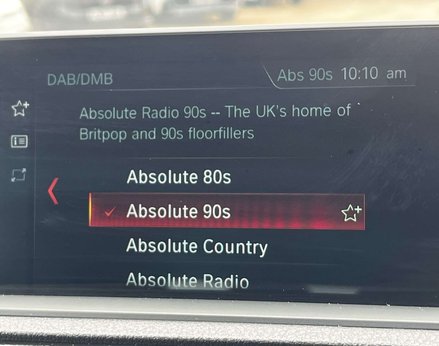 DAB/DMB
Abs 90s 10:10 am
Absolute Radio 90s -- The UK's home of
Britpop and 90s floorfillers
Absolute 80s
Absolute 90s
Absolute Country
Absolute Radio